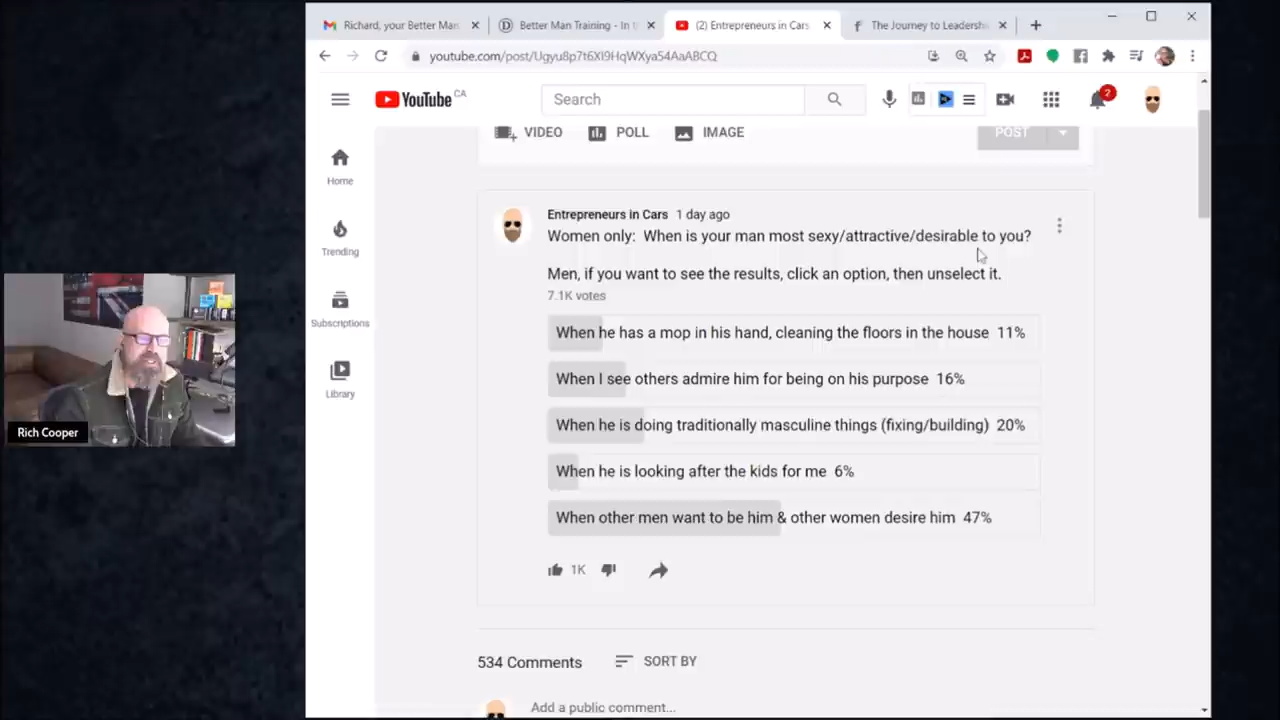 Richard, your Better Man
Better Man Training - In t
(2) Entrepreneurs in Cars
The Journey to Leadershi
youtube.com/post/Ugyu8p7t6Xl9HqWXya54AaABCQ
YouTube CA
Search
2
VIDEO
POLL
IMAGE
POST
Home
Trending
Subscriptions
Library
Entrepreneurs in Cars 1 day ago
Women only: When is your man most sexy/attractive/desirable to you?
Men, if you want to see the results, click an option, then unselect it.
7.1K votes
When he has a mop in his hand, cleaning the floors in the house 11%
When I see others admire him for being on his purpose 16%
When he is doing traditionally masculine things (fixing/building) 20%
When he is looking after the kids for me 6%
When other men want to be him & other women desire him 47%
1K
534 Comments
SORT BY
Add a public comment...
Rich Cooper